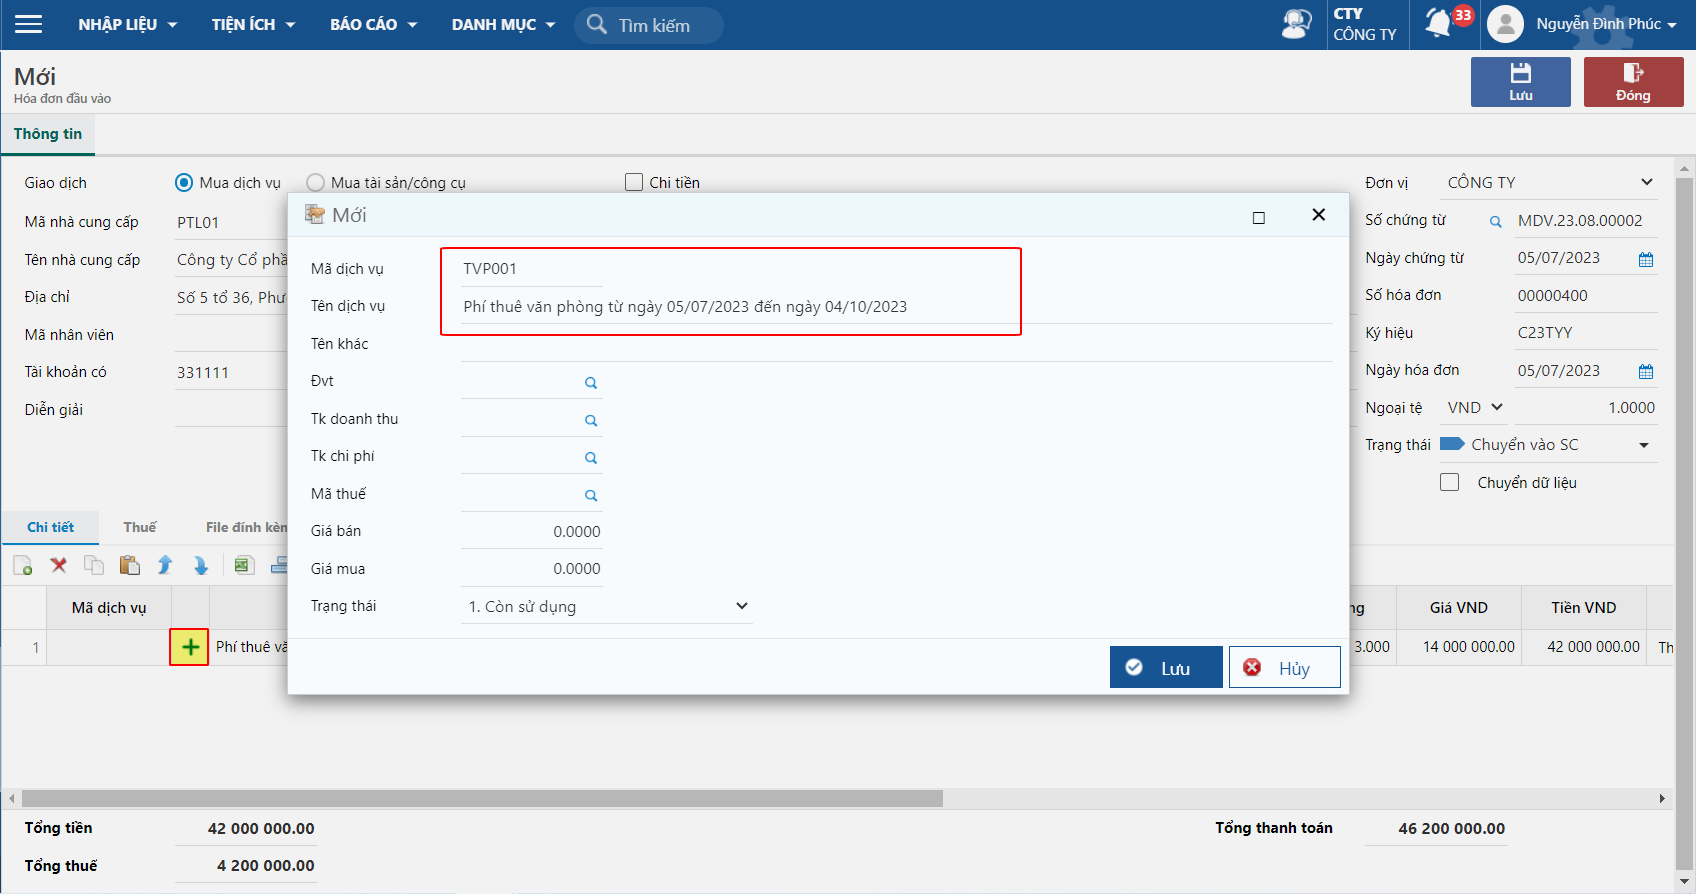 NHẬP LIỆU TIỆN ÍCH BÁO CÁO DANH MỤC Tìm kiếm
CTY
CÔNG TY
33
Nguyễn Đình Phúc
Mới
Hóa đơn đầu vào
Lưu
Đóng
Thông tin
Giao dịch Mua dịch vụ Mua tài sản/công cụ Chi tiền
Mã nhà cung cấp PTL01
Tên nhà cung cấp Công ty Cổ phầ
Địa chỉ Số 5 tổ 36, Phư
Mã nhân viên
Tài khoản có 331111
Diễn giải
Đơn vị CÔNG TY
Số chứng từ MDV.23.08.00002
Ngày chứng từ 05/07/2023
Số hóa đơn 00000400
Ký hiệu C23TYY
Ngày hóa đơn 05/07/2023
Ngoại tệ VND 1.0000
Trạng thái Chuyển vào SC
Chuyển dữ liệu
Mới
Mã dịch vụ TVP001
Tên dịch vụ Phí thuê văn phòng từ ngày 05/07/2023 đến ngày 04/10/2023
Tên khác
Đvt
Tk doanh thu
Tk chi phí
Mã thuế
Giá bán 0.0000
Giá mua 0.0000
Trạng thái 1. Còn sử dụng
Lưu Hủy
Chi tiết Thuế File đính kèn
Mã dịch vụ ng Giá VND Tiền VND
1 Phí thuê vă 3.000 14 000 000.00 42 000 000.00 Th
Tổng tiền 42 000 000.00 Tổng thanh toán 46 200 000.00
Tổng thuế 4 200 000.00